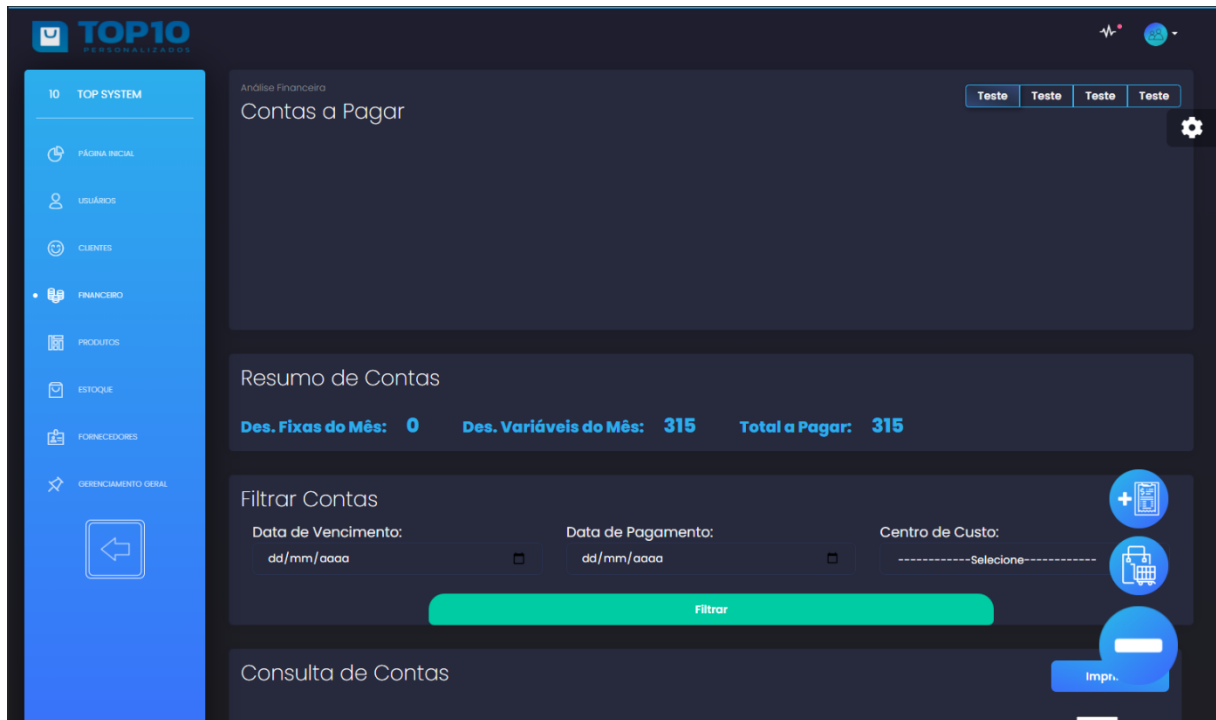 TOP10
PERSONALIZADOS
10 TOP SYSTEM
PÁGINA INICIAL
USUÁRIOS
CLIENTES
FINANCEIRO
PRODUTOS
ESTOQUE
FORNECEDORES
GERENCIAMENTO GERAL
Análise Financeira
Contas a Pagar
Teste Teste Teste Teste
Resumo de Contas
Des. Fixas do Mês: 0 Des. Variáveis do Mês: 315 Total a Pagar: 315
Filtrar Contas
Data de Vencimento: Data de Pagamento: Centro de Custo:
dd/mm/aaaa dd/mm/aaaa ------------Selecione------------
Filtrar
Consulta de Contas